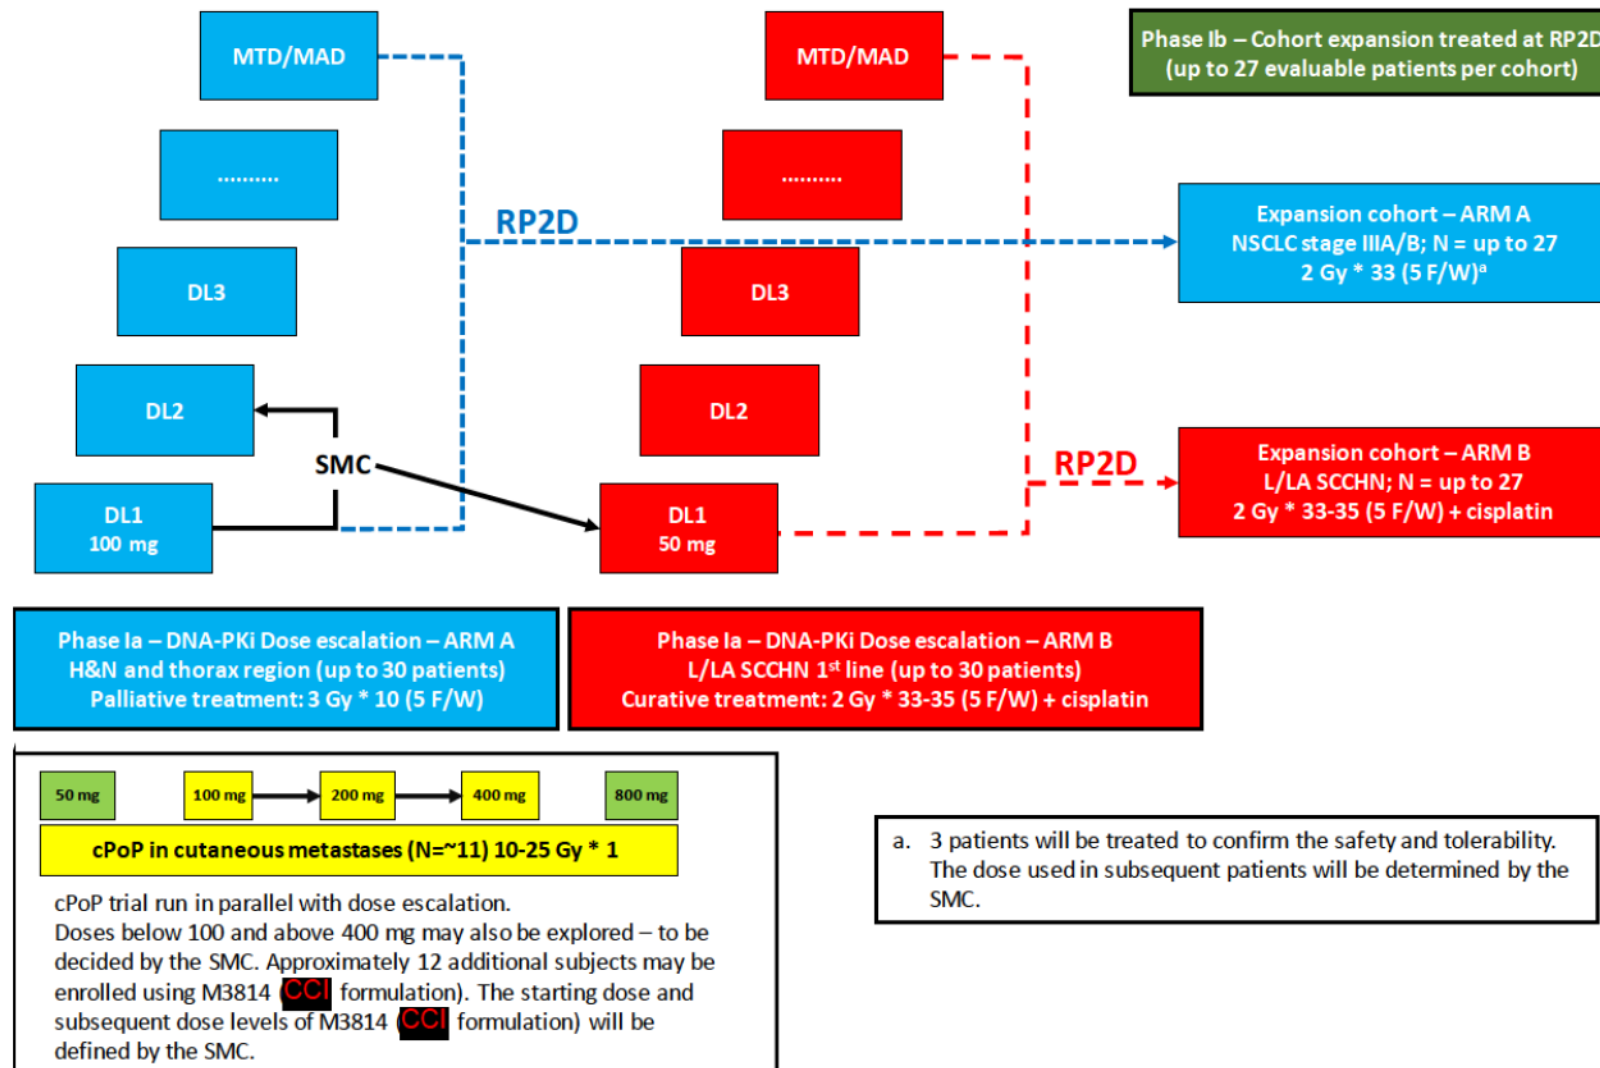 MTD/MAD
MTD/MAD
Phase Ib – Cohort expansion treated at RP2D
(up to 27 evaluable patients per cohort)
..........
..........
RP2D
Expansion cohort – ARM A
NSCLC stage IIIA/B; N = up to 27
2 Gy * 33 (5 F/W)ª
DL3
DL3
DL2
DL2
SMC
RP2D
Expansion cohort – ARM B
L/LA SCCHN; N = up to 27
2 Gy * 33-35 (5 F/W) + cisplatin
DL1
100 mg
DL1
50 mg
Phase Ia – DNA-PKi Dose escalation – ARM A
H&N and thorax region (up to 30 patients)
Palliative treatment: 3 Gy * 10 (5 F/W)
Phase Ia – DNA-PKi Dose escalation – ARM B
L/LA SCCHN 1st line (up to 30 patients)
Curative treatment: 2 Gy * 33-35 (5 F/W) + cisplatin
50 mg
100 mg
200 mg
400 mg
800 mg
cPoP in cutaneous metastases (N=~11) 10-25 Gy * 1
cPoP trial run in parallel with dose escalation.
Doses below 100 and above 400 mg may also be explored – to be
decided by the SMC. Approximately 12 additional subjects may be
enrolled using M3814 (CCI formulation). The starting dose and
subsequent dose levels of M3814 (CCI formulation) will be
defined by the SMC.
a. 3 patients will be treated to confirm the safety and tolerability.
The dose used in subsequent patients will be determined by the
SMC.